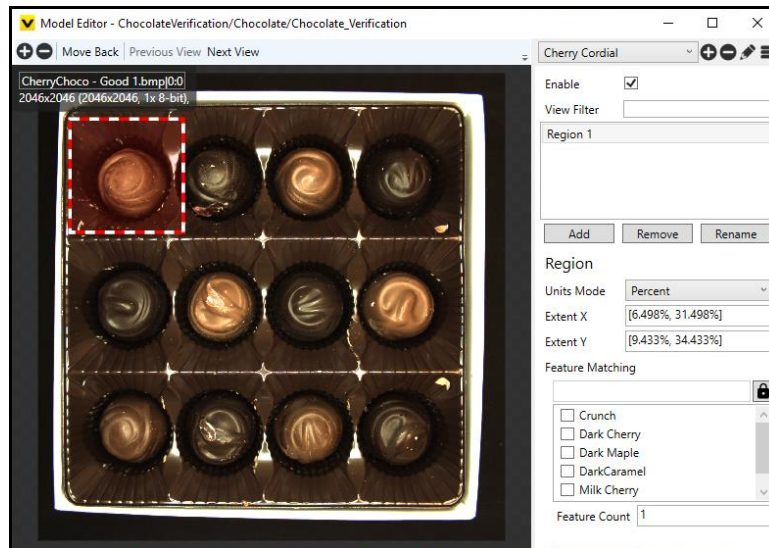 Model Editor - ChocolateVerification/Chocolate/Chocolate_Verification
Move Back Previous View Next View
CherryChoco - Good 1.bmp|0:0
2046x2046 (2046x2046, 1x 8-bit),
Cherry Cordial
Enable
View Filter
Region 1
Add Remove Rename
Region
Units Mode Percent
Extent X [6.498%, 31.498%]
Extent Y [9.433%, 34.433%]
Feature Matching
Crunch
Dark Cherry
Dark Maple
DarkCaramel
Milk Cherry
Feature Count 1